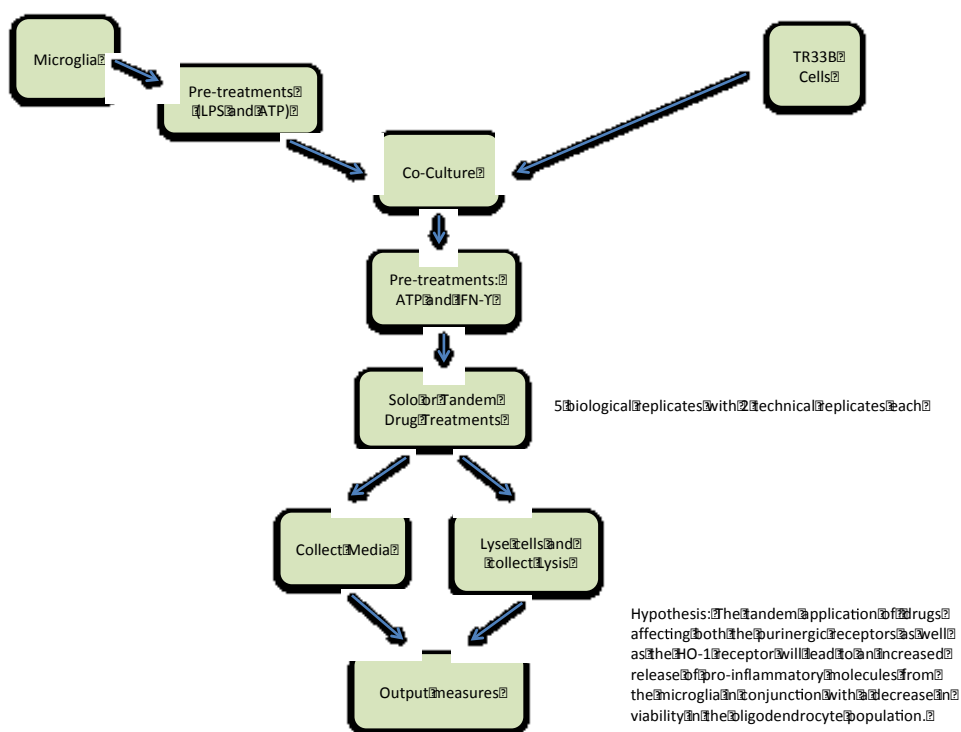 Microglia
TR33B
Cells
Pre-treatments
(LPS and ATP)
Co-Culture
Pre-treatments:
ATP and IFN-ϒ
Solo or Tandem
Drug Treatments
5 biological replicates with 2 technical replicates each
Collect Media
Lyse cells and
collect Lysis
Hypothesis: The tandem application of drugs
affecting both the purinergic receptors as well
as the HO-1 receptor will lead to an increased
release of pro-inflammatory molecules from
the microglia in conjunction with a decrease in
viability in the oligodendrocyte population.
Output measures